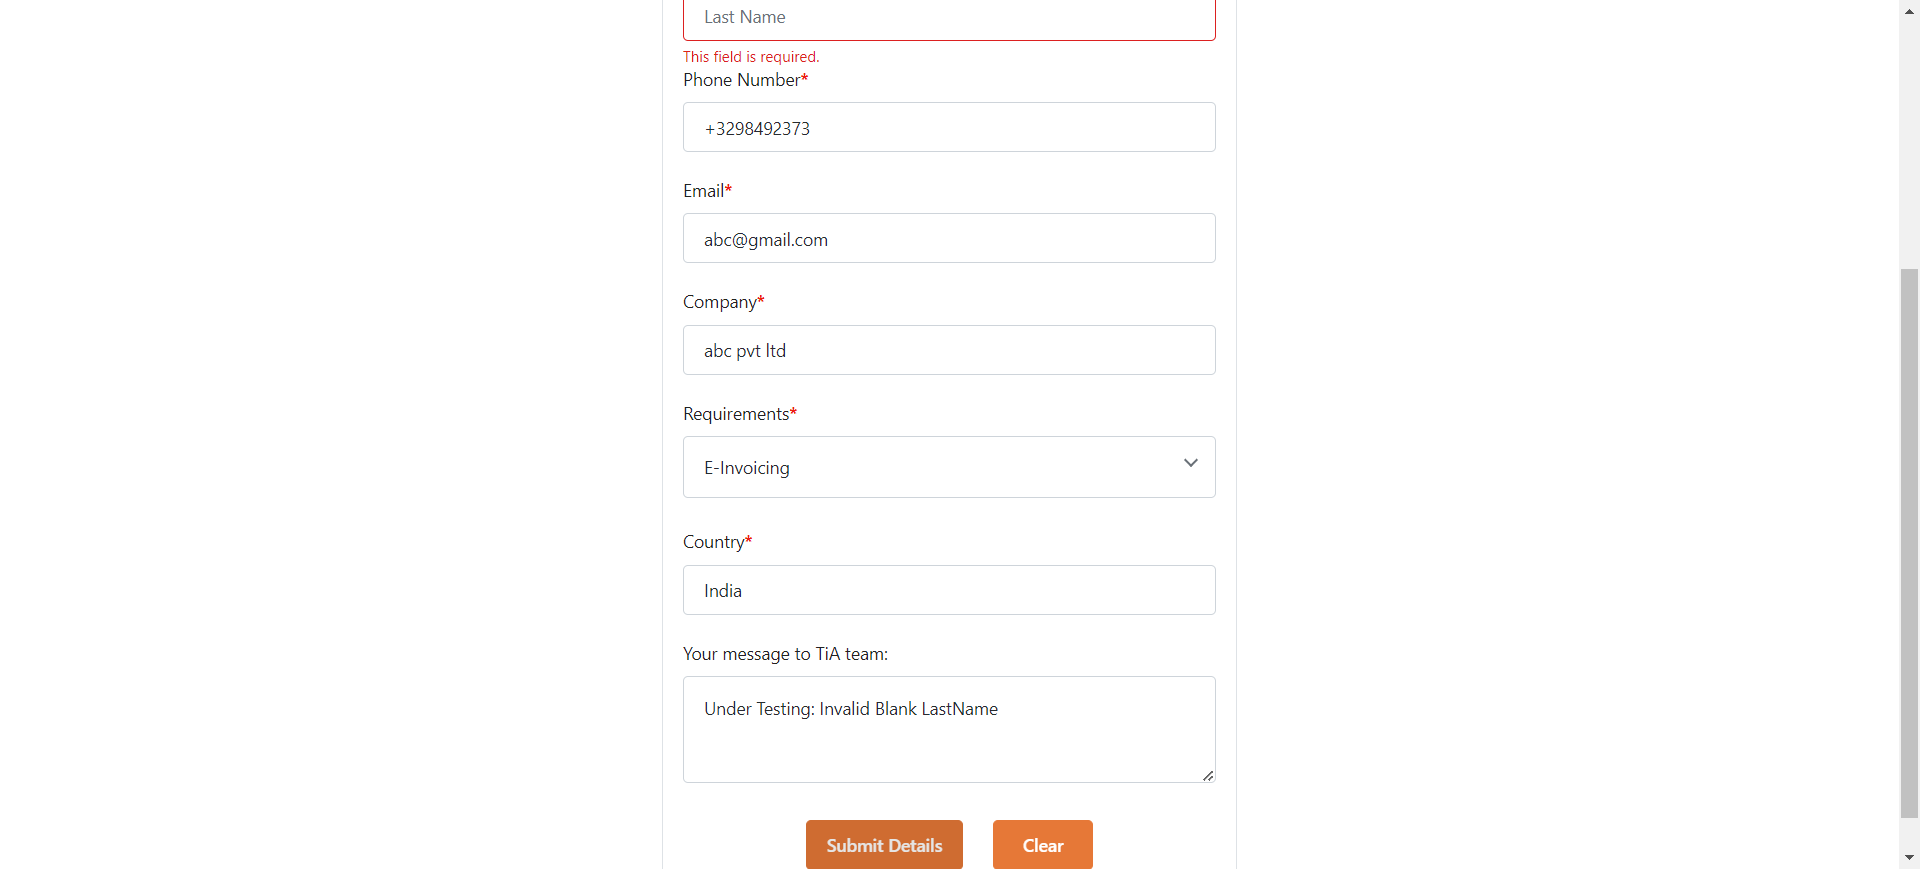 Last Name
This field is required.
Phone Number*
+3298492373
Email*
abc@gmail.com
Company*
abc pvt ltd
Requirements*
E-Invoicing
Country*
India
Your message to TiA team:
Under Testing: Invalid Blank LastName
Submit Details
Clear